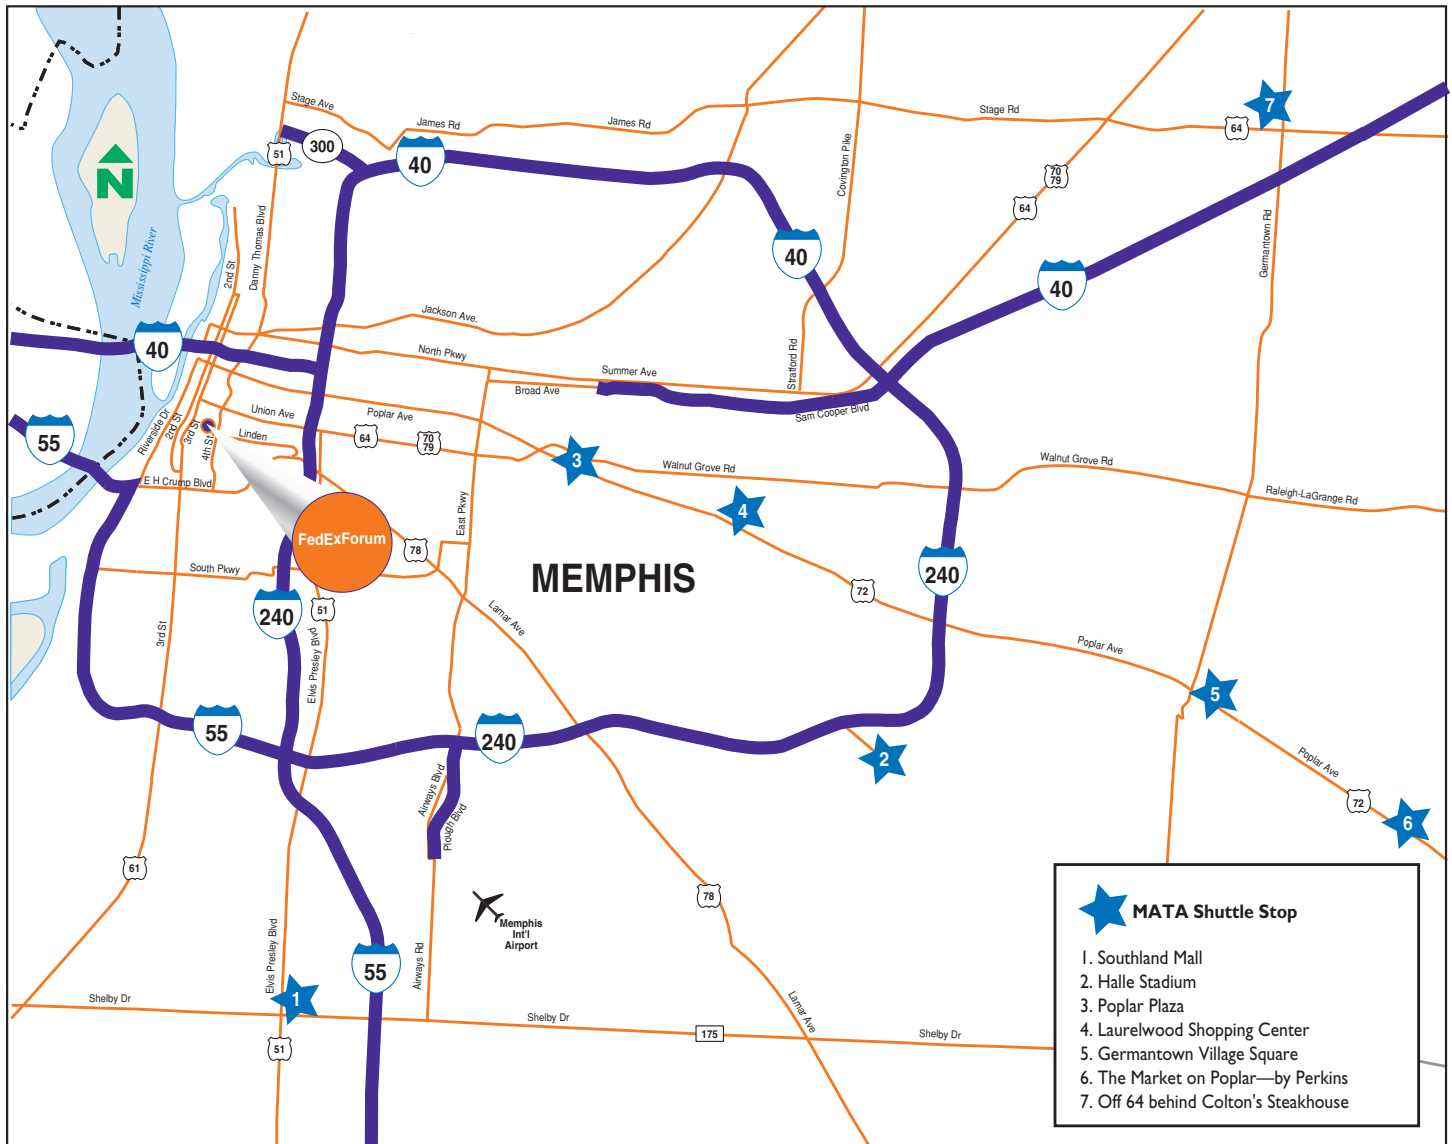 Stage Ave
James Rd
James Rd
Stage Rd
7
64
51
300
40
Covington Pike
70
79
64
Germantown Rd
N
Mississippi River
2nd St
Danny Thomas Blvd
40
40
Jackson Ave.
40
North Pkwy
Summer Ave
Stratford Rd
Broad Ave
Sam Cooper Blvd
55
Riverside Dr
2nd St
3rd St
4th St
Union Ave
Linden
Poplar Ave
64
70
79
3
Walnut Grove Rd
Walnut Grove Rd
Raleigh-LaGrange Rd
E H Crump Blvd
East Pkwy
4
FedExForum
78
MEMPHIS
240
South Pkwy
72
240
51
Lamar Ave
3rd St
Elvis Presley Blvd
Poplar Ave
5
55
240
2
Poplar Ave
72
6
Airways Blvd
Plough Blvd
61
78
Memphis
Int'l
Airport
Elvis Presley Blvd
55
Airways Rd
1
Shelby Dr
Shelby Dr
175
Lamar Ave
Shelby Dr
51
MATA Shuttle Stop
1. Southland Mall
2. Halle Stadium
3. Poplar Plaza
4. Laurelwood Shopping Center
5. Germantown Village Square
6. The Market on Poplar—by Perkins
7. Off 64 behind Colton's Steakhouse